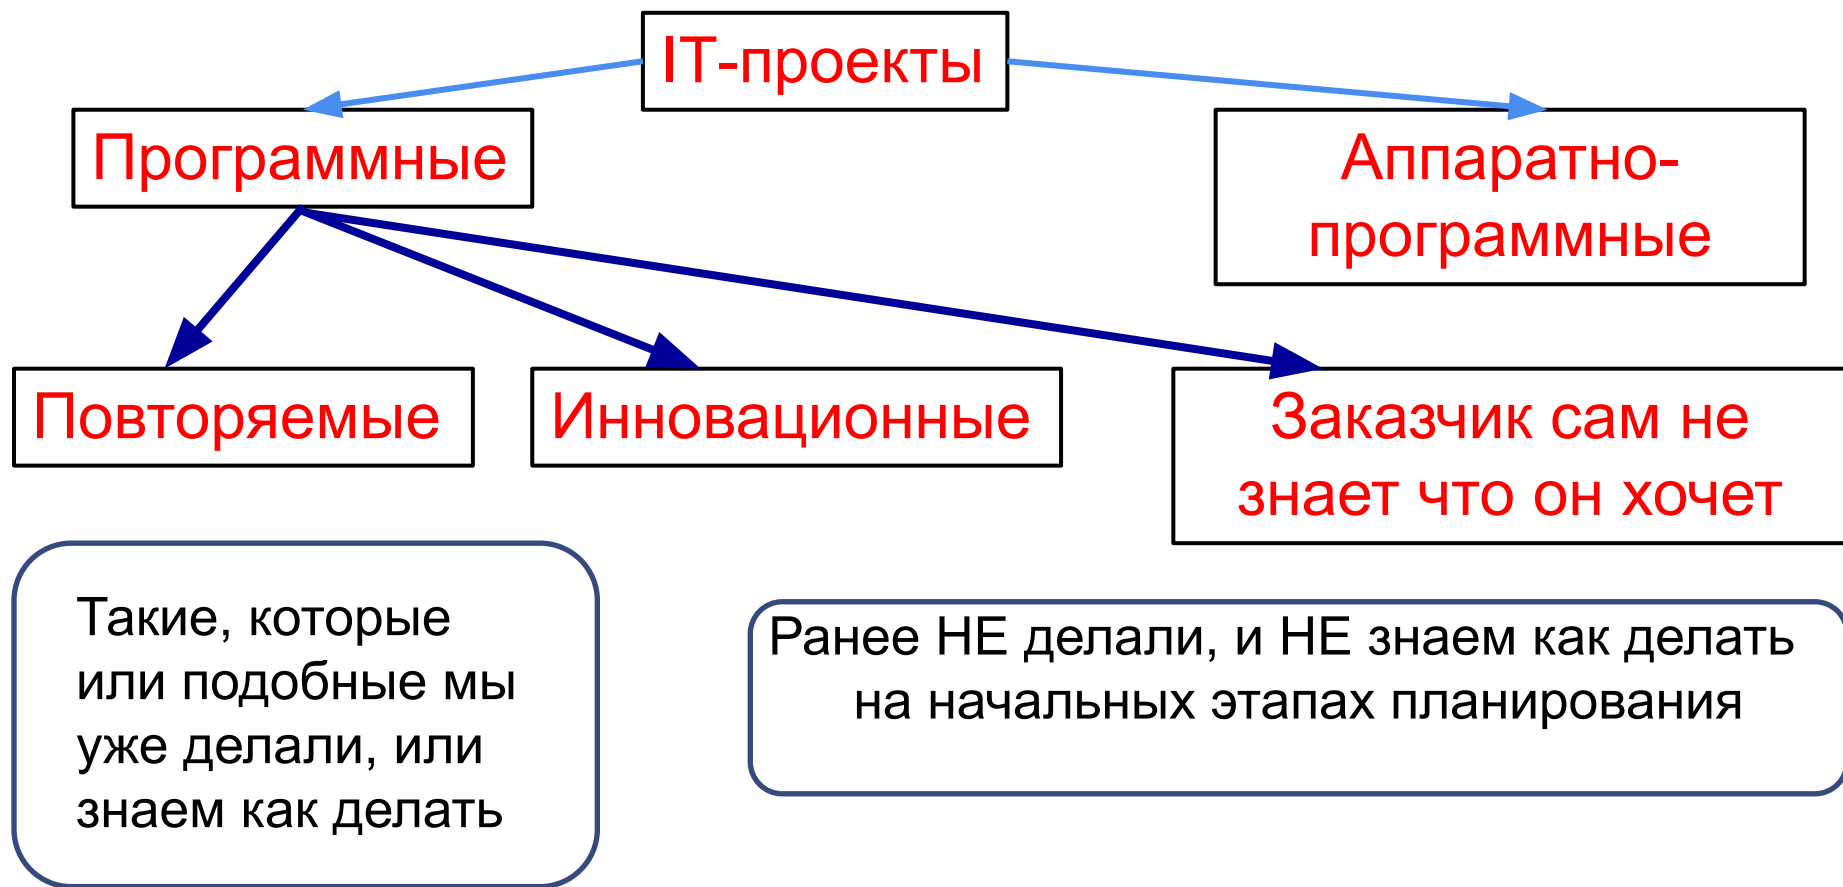 IT-проекты
Программные
Аппаратно-
программные
Повторяемые
Инновационные
Заказчик сам не
знает что он хочет
Такие, которые
или подобные мы
уже делали, или
знаем как делать
Ранее НЕ делали, и НЕ знаем как делать
на начальных этапах планирования